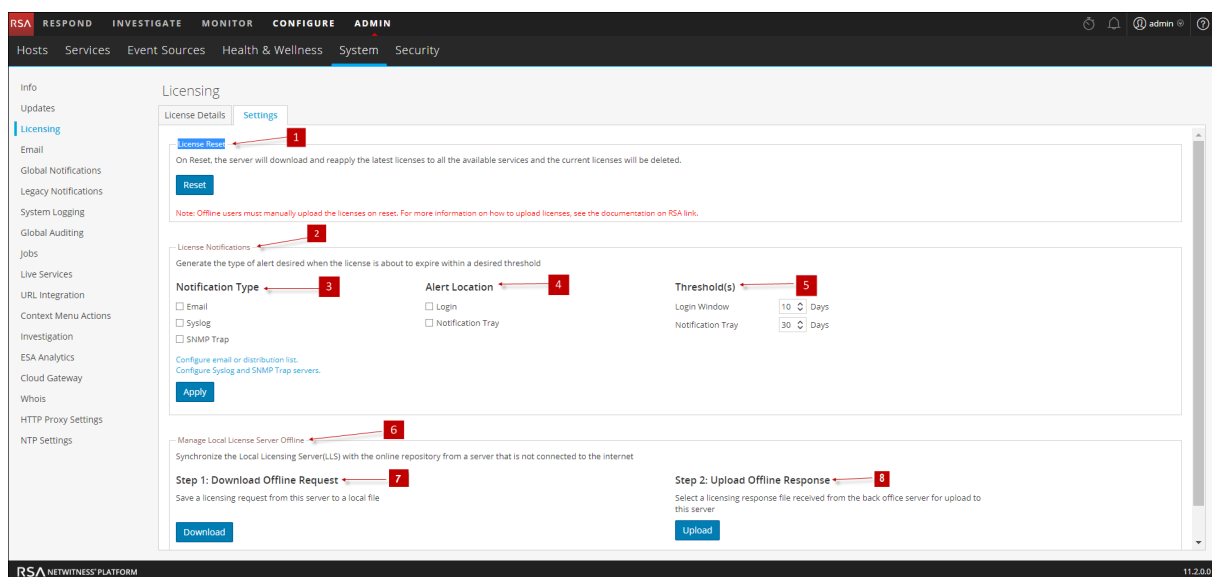 RSA RESPOND INVESTIGATE MONITOR CONFIGURE ADMIN admin ?
Hosts Services Event Sources Health & Wellness System Security
Info
Updates
Licensing
Email
Global Notifications
Legacy Notifications
System Logging
Global Auditing
Jobs
Live Services
URL Integration
Context Menu Actions
Investigation
ESA Analytics
Cloud Gateway
Whois
HTTP Proxy Settings
NTP Settings
Licensing
License Details Settings
License Reset 1
On Reset, the server will download and reapply the latest licenses to all the available services and the current licenses will be deleted.
Reset
Note: Offline users must manually upload the licenses on reset. For more information on how to upload licenses, see the documentation on RSA link.
License Notifications 2
Generate the type of alert desired when the license is about to expire within a desired threshold
Notification Type 3
Email
Syslog
SNMP Trap
Configure email or distribution list.
Configure Syslog and SNMP Trap servers.
Apply
Alert Location 4
Login
Notification Tray
Threshold(s) 5
Login Window 10 Days
Notification Tray 30 Days
Manage Local License Server Offline 6
Synchronize the Local Licensing Server(LLS) with the online repository from a server that is not connected to the internet
Step 1: Download Offline Request 7
Save a licensing request from this server to a local file
Download
Step 2: Upload Offline Response 8
Select a licensing response file received from the back office server for upload to
this server
Upload
RSA NETWITNESS® PLATFORM 11.2.0.0